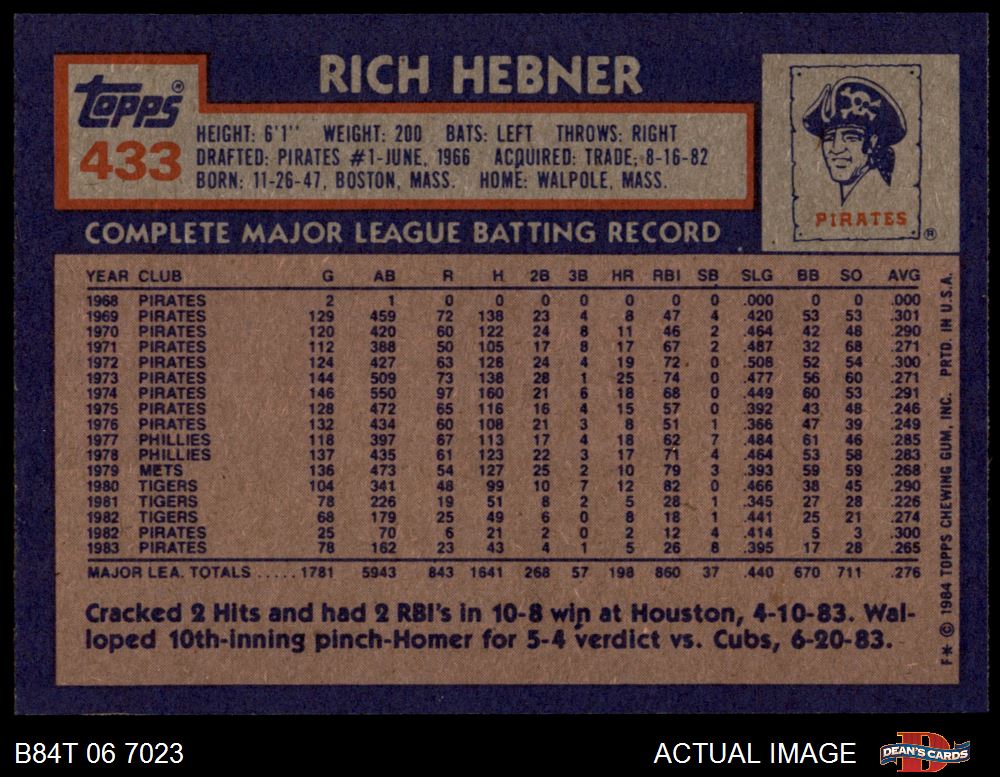 RICH HEBNER
Topps®
433
HEIGHT: 6'1" WEIGHT: 200 BATS: LEFT THROWS: RIGHT
DRAFTED: PIRATES #1-JUNE, 1966 ACQUIRED: TRADE, 8-16-82
BORN: 11-26-47, BOSTON, MASS. HOME: WALPOLE, MASS.
PIRATES ®
COMPLETE MAJOR LEAGUE BATTING RECORD
YEAR CLUB G AB R H 2B 3B HR RBI SB SLG BB SO AVG
1968 PIRATES 2 1 0 0 0 0 0 0 0 .000 0 0 .000
1969 PIRATES 129 459 72 138 23 4 8 47 4 .420 53 53 .301
1970 PIRATES 120 420 60 122 24 8 11 46 2 .464 42 48 .290
1971 PIRATES 112 388 50 105 17 8 17 67 2 .487 32 68 .271
1972 PIRATES 124 427 63 128 24 4 19 72 0 .508 52 54 .300
1973 PIRATES 144 509 73 138 28 1 25 74 0 .477 56 60 .271
1974 PIRATES 146 550 97 160 21 6 18 68 0 .449 60 53 .291
1975 PIRATES 128 472 65 116 16 4 15 57 0 .392 43 48 .246
1976 PIRATES 132 434 60 108 21 3 8 51 1 .366 47 39 .249
1977 PHILLIES 118 397 67 113 17 4 18 62 7 .484 61 46 .285
1978 PHILLIES 137 435 61 123 22 3 17 71 4 .464 53 58 .283
1979 METS 136 473 54 127 25 2 10 79 3 .393 59 59 .268
1980 TIGERS 104 341 48 99 10 7 12 82 0 .466 38 45 .290
1981 TIGERS 78 226 19 51 8 2 5 28 1 .345 27 28 .226
1982 TIGERS 68 179 25 49 6 0 8 18 1 .441 25 21 .274
1982 PIRATES 25 70 6 21 2 0 2 12 4 .414 5 3 .300
1983 PIRATES 78 162 23 43 4 1 5 26 8 .395 17 28 .265
MAJOR LEA. TOTALS ..... 1781 5943 843 1641 268 57 198 860 37 .440 670 711 .276
Cracked 2 Hits and had 2 RBI's in 10-8 win at Houston, 4-10-83. Wal-
loped 10th-inning pinch-Homer for 5-4 verdict vs. Cubs, 6-20-83.
F* © 1984 TOPPS CHEWING GUM, INC. PRTD. IN U.S.A.
B84T 06 7023
ACTUAL IMAGE
DEAN'S CARDS